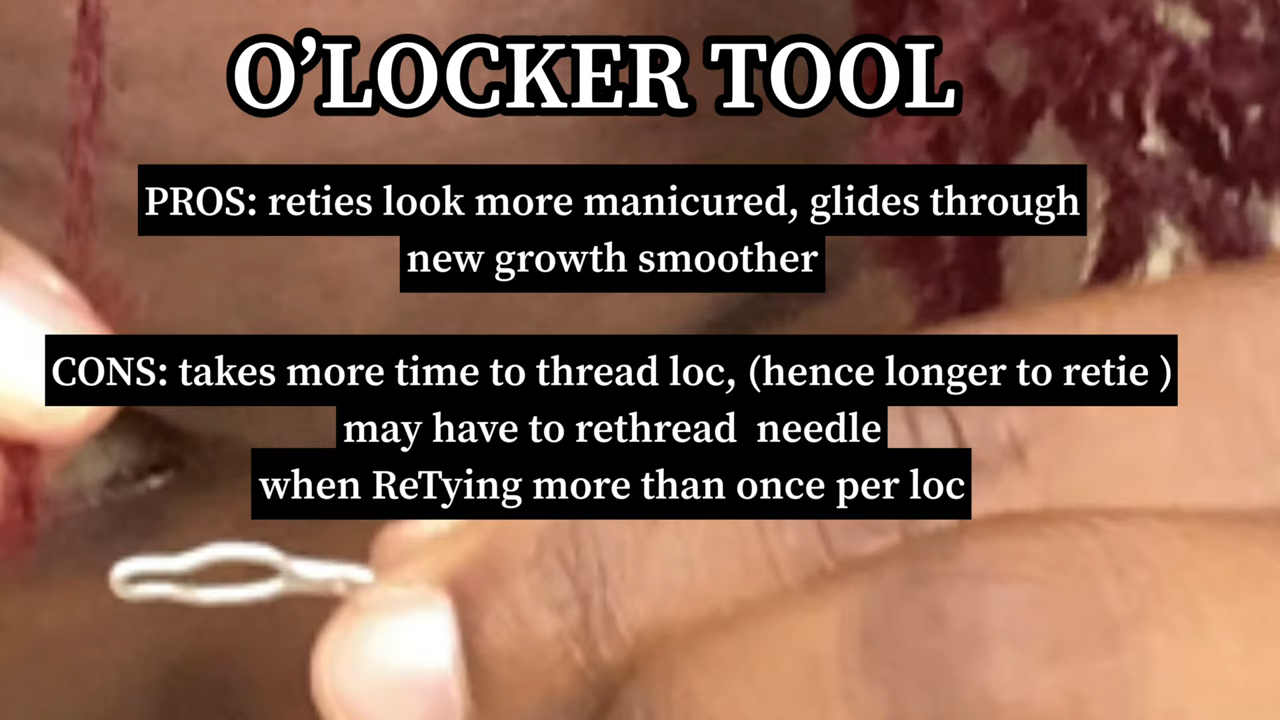 O’LOCKER TOOL
PROS: reties look more manicured, glides through
new growth smoother
CONS: takes more time to thread loc, (hence longer to retie )
may have to rethread  needle
when ReTying more than once per loc